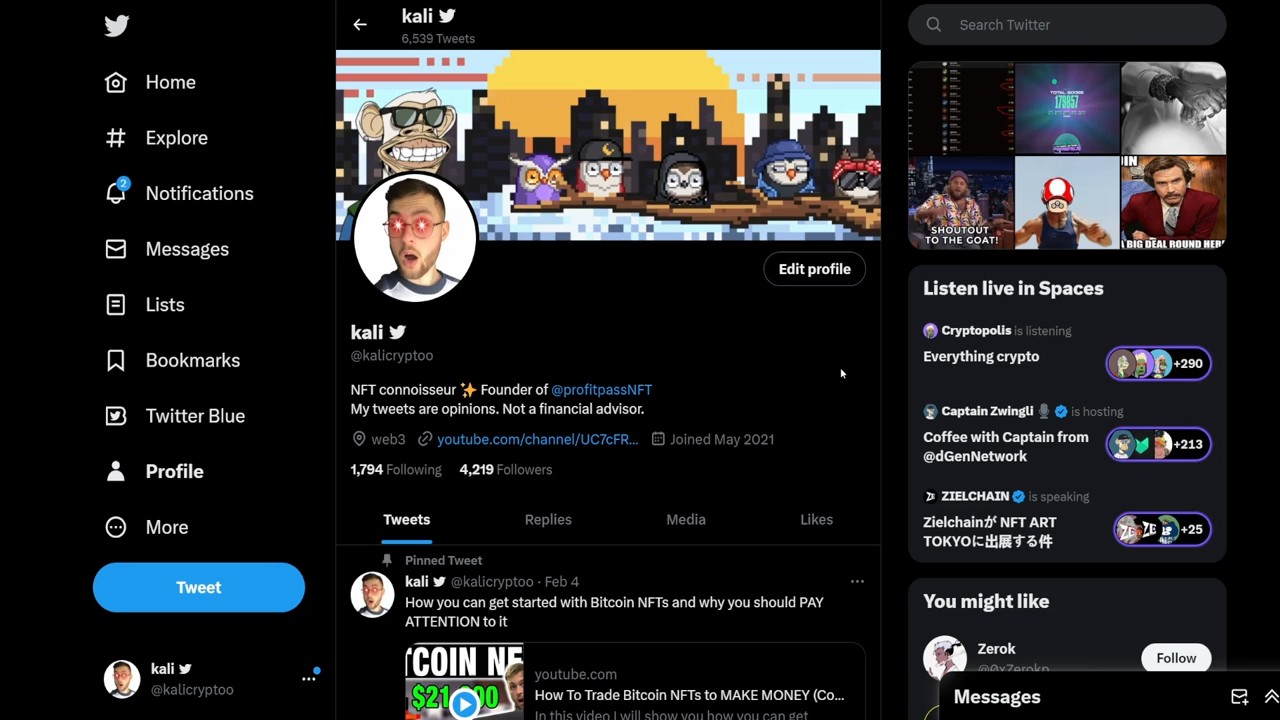 kali
6,539 Tweets
Search Twitter
Home
Explore
2
Notifications
Messages
Lists
Bookmarks
Twitter Blue
Profile
More
Tweet
kali
@kalicryptoo
Edit profile
kali
@kalicryptoo
NFT connoisseur ✨ Founder of @profitpassNFT
My tweets are opinions. Not a financial advisor.
web3 youtube.com/channel/UC7cFR... Joined May 2021
1,794 Following 4,219 Followers
Tweets Replies Media Likes
Pinned Tweet
kali @kalicryptoo · Feb 4
How you can get started with Bitcoin NFTs and why you should PAY
ATTENTION to it
youtube.com
How To Trade Bitcoin NFTs to MAKE MONEY (Co...
In this video I will show you how you can get
179857
SHOUTOUT
TO THE GOAT!
A BIG DEAL ROUND HERE
Listen live in Spaces
Cryptopolis is listening
Everything crypto
+290
Captain Zwingli is hosting
Coffee with Captain from
@dGenNetwork
+213
ZIELCHAIN is speaking
Zielchainが NFT ART
TOKYOに出展する件
+25
You might like
Zerok
Follow
Messages